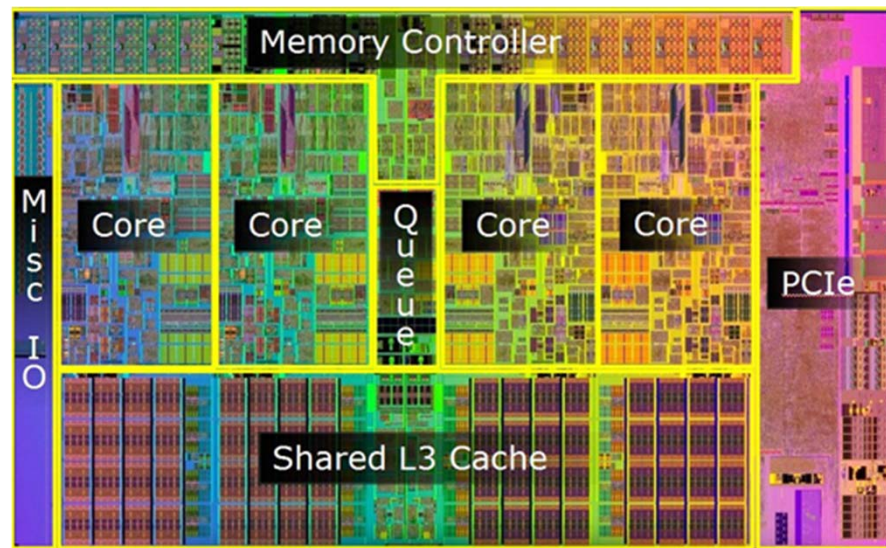 Memory Controller
Misc IO
Core
Core
Queue
Core
Core
PCIe
Shared L3 Cache